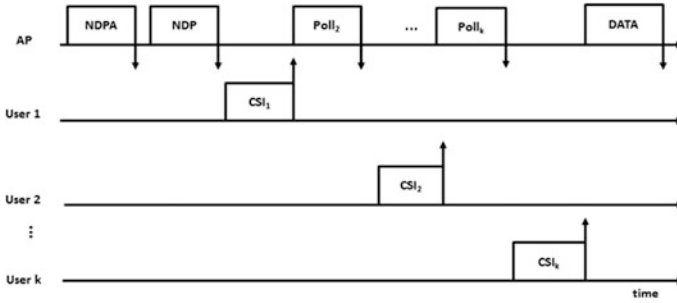 AP NDPA NDP Poll2 ... Pollk DATA
User 1 CSI1
User 2 CSI2
⋮
User k CSIk
time